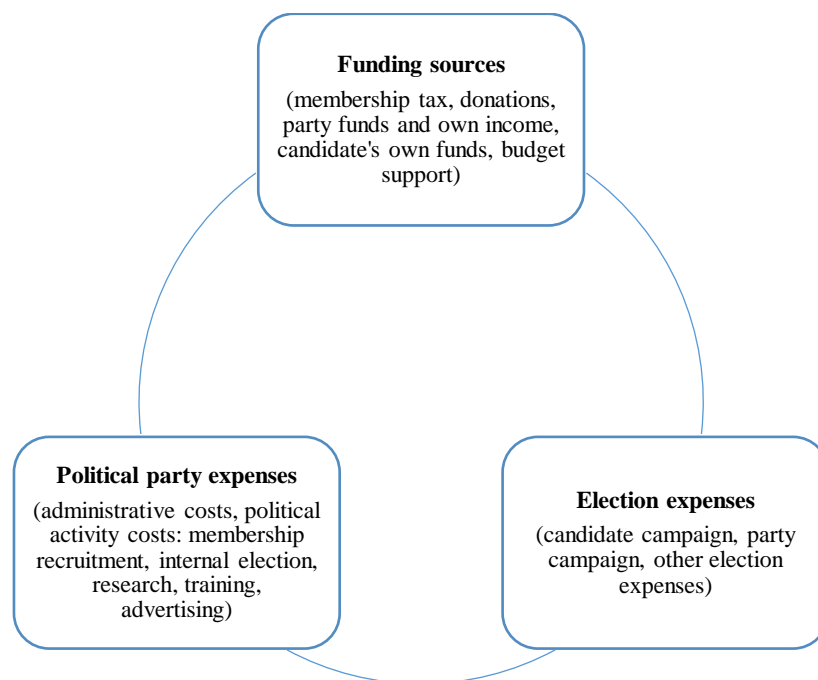 Funding sources
(membership tax, donations,
party funds and own income,
candidate's own funds, budget
support)
Political party expenses
(administrative costs, political
activity costs: membership
recruitment, internal election,
research, training,
advertising)
Election expenses
(candidate campaign, party
campaign, other election
expenses)